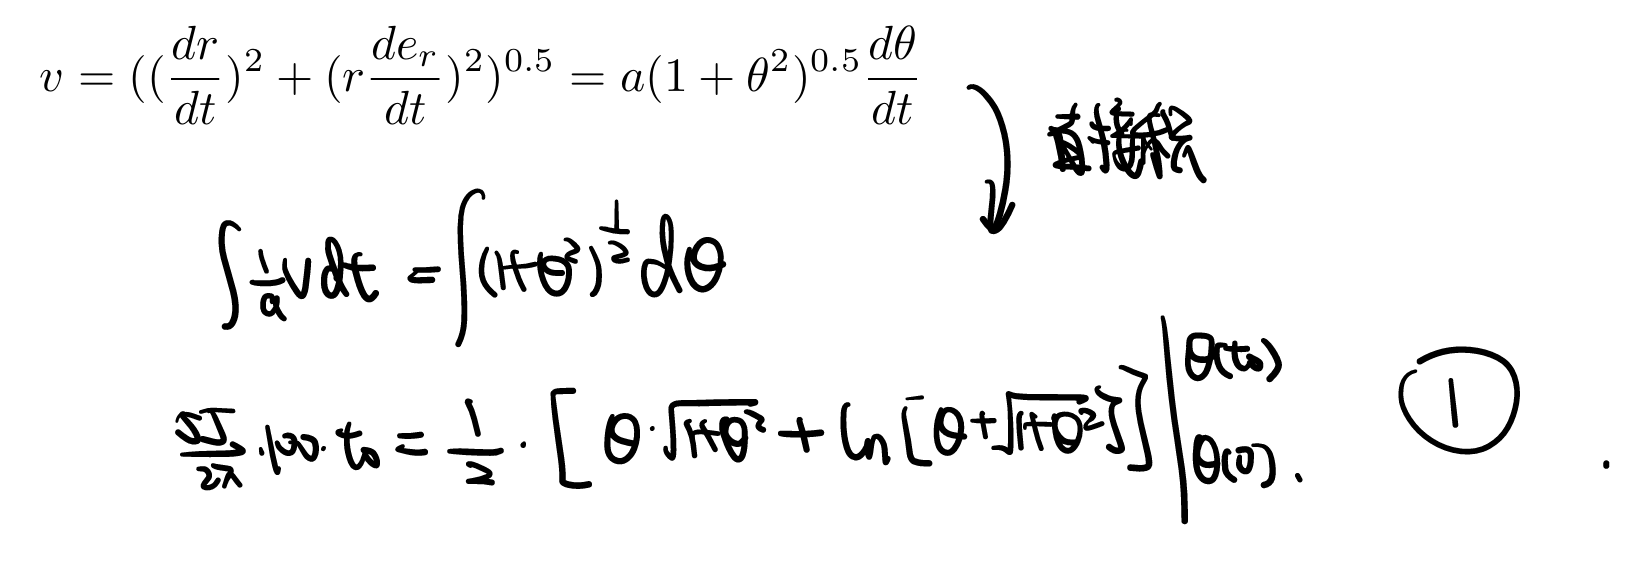 v = ((dr/dt)^2 + (r de_r/dt)^2)^0.5 = a(1 + θ^2)^0.5 dθ/dt
直接积
∫ 1/a v dt = ∫ (1+θ^2)^1/2 dθ
/2π · 100 · t₀ = 1/2 · [ θ · √(1+θ^2) + ln [θ + √(1+θ^2)] ] | θ(t₀) θ(0) .
①